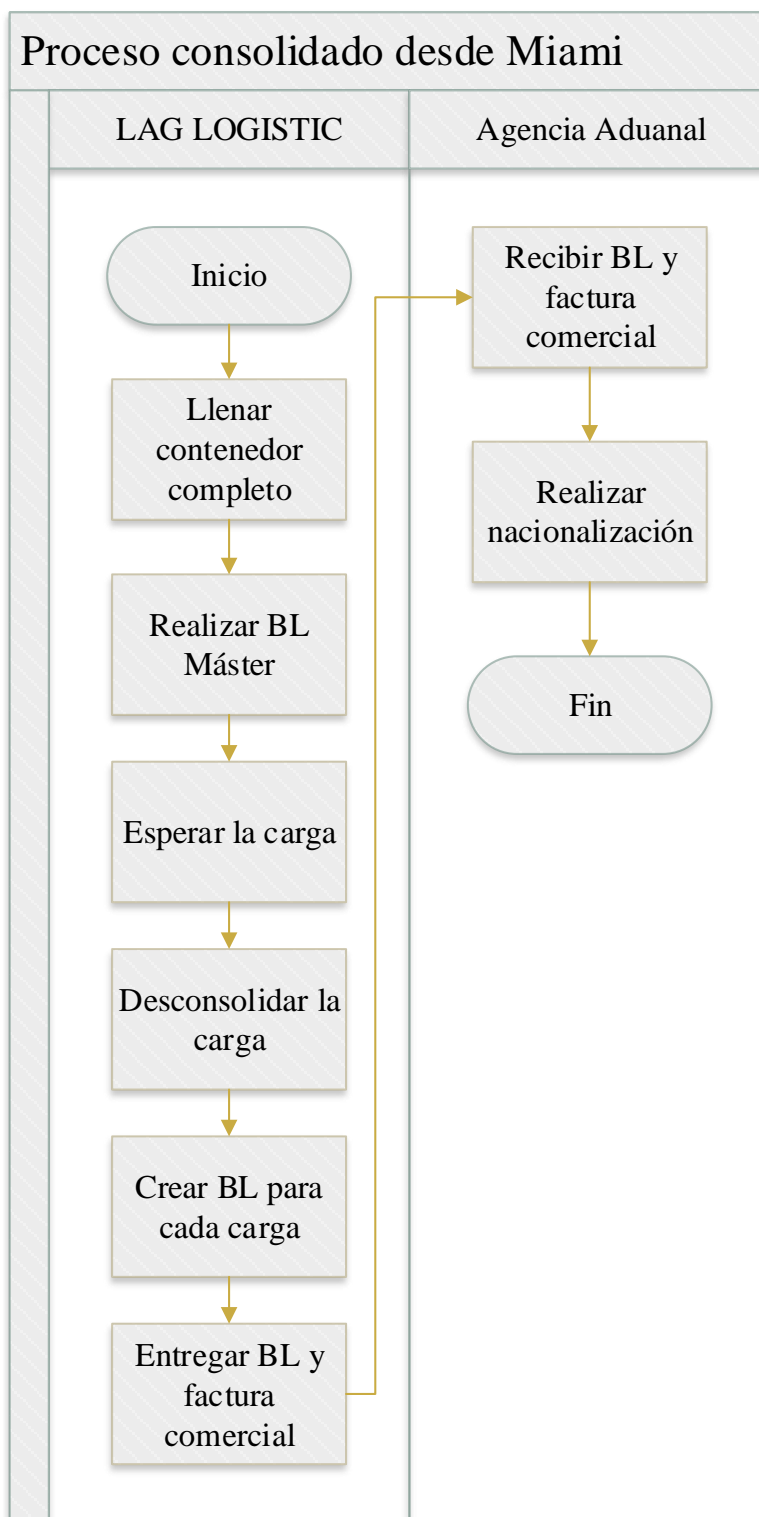 Proceso consolidado desde Miami
LAG LOGISTIC
Agencia Aduanal
Inicio
Llenar
contenedor
completo
Realizar BL
Máster
Esperar la carga
Desconsolidar la
carga
Crear BL para
cada carga
Entregar BL y
factura
comercial
Recibir BL y
factura
comercial
Realizar
nacionalización
Fin